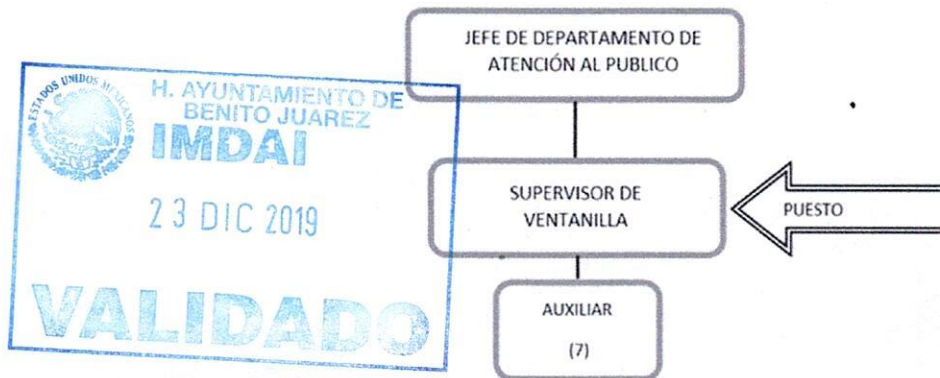 JEFE DE DEPARTAMENTO DE
ATENCIÓN AL PUBLICO
ESTADOS UNIDOS MEXICANOS
H. AYUNTAMIENTO DE
BENITO JUAREZ
IMDAI
23 DIC 2019
VALIDADO
SUPERVISOR DE
VENTANILLA
PUESTO
AUXILIAR
(7)